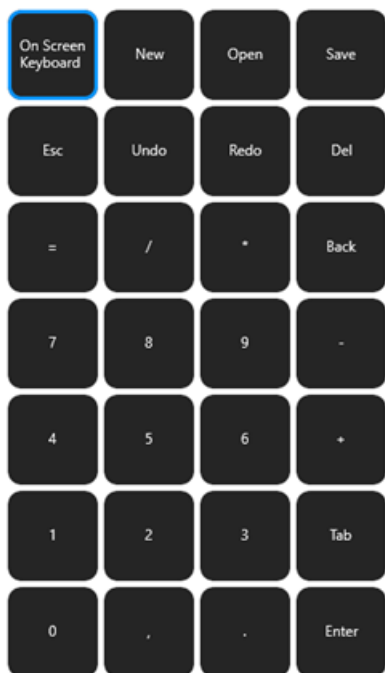 On Screen
Keyboard
New
Open
Save
Esc
Undo
Redo
Del
=
/
*
Back
7
8
9
-
4
5
6
+
1
2
3
Tab
0
,
.
Enter